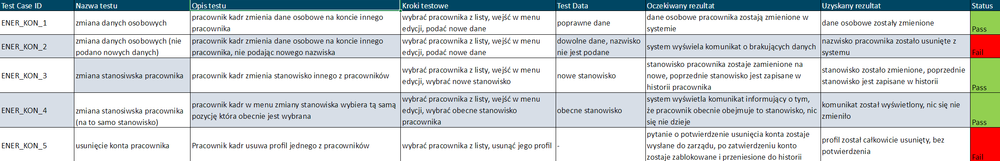 Test Case ID Nazwa testu Opis testu Kroki testowe Test Data Oczekiwany rezultat Uzyskany rezultat Status
ENER_KON_1
zmiana danych osobowych
pracownik kadr zmienia dane osobowe na koncie innego
pracownika
wybrać pracownika z listy, wejść w menu
edycji, podać nowe dane
poprawne dane
dane osobowe pracownika zostają zmienione w
systemie
dane osobowe zostały zmienione
Pass
ENER_KON_2
zmiana danych osobowych (nie
podano nowych danych)
pracownik kadr zmienia dane osobowe na koncie innego
pracownika, nie podając nowego nazwiska
wybrać pracownika z listy, wejść w menu
edycji, podać nowe dane
dowolne dane, nazwisko
nie jest podane
system wyświela komunikat o brakujących danych
nazwisko pracownika zostało usunięte z
systemu
Fail
ENER_KON_3
zmiana stanosiwska pracownika
pracownik kadr zmienia stanowisko innego z pracowników
wybrać pracownika z listy, wejść w menu
edycji, wybrać nowe stanowisko
nowe stanowisko
stanowisko pracownika zostaje zamienione na
nowe, poprzednie stanowisko jest zapisane w
historii pracownika
stanowisko zostało zmienione, poprzednie
stanowisko jest zapisane w historii
Pass
ENER_KON_4
zmiana stanosiwska pracownika
(na to samo stanowisko)
pracownik kadr w menu zmiany stanowiska wybiera tą samą
pozycję która obecnie jest wybrana
wybrać pracownika z listy, wejść w menu
edycji, wybrać obecne stanowisko
pracownika
obecne stanowisko
system wyświetla komunikat informujący o tym,
że pracownik obecnie obejmuje to stanowisko, nic
się nie dzieje
komunikat został wyświetlony, nic się nie
zmieniło
Pass
ENER_KON_5
usunięcie konta pracownika
Pracownik kadr usuwa profil jednego z pracowników
wybrać pracownika z listy, usunąć jego profil
-
pytanie o potwierdzenie usunięcia konta zostaje
wysłane do zarządu, po zatwierdzeniu konto
zostaje zablokowane i przeniesione do historii
profil został całkowicie usunięty, bez
potwierdzenia
Fail